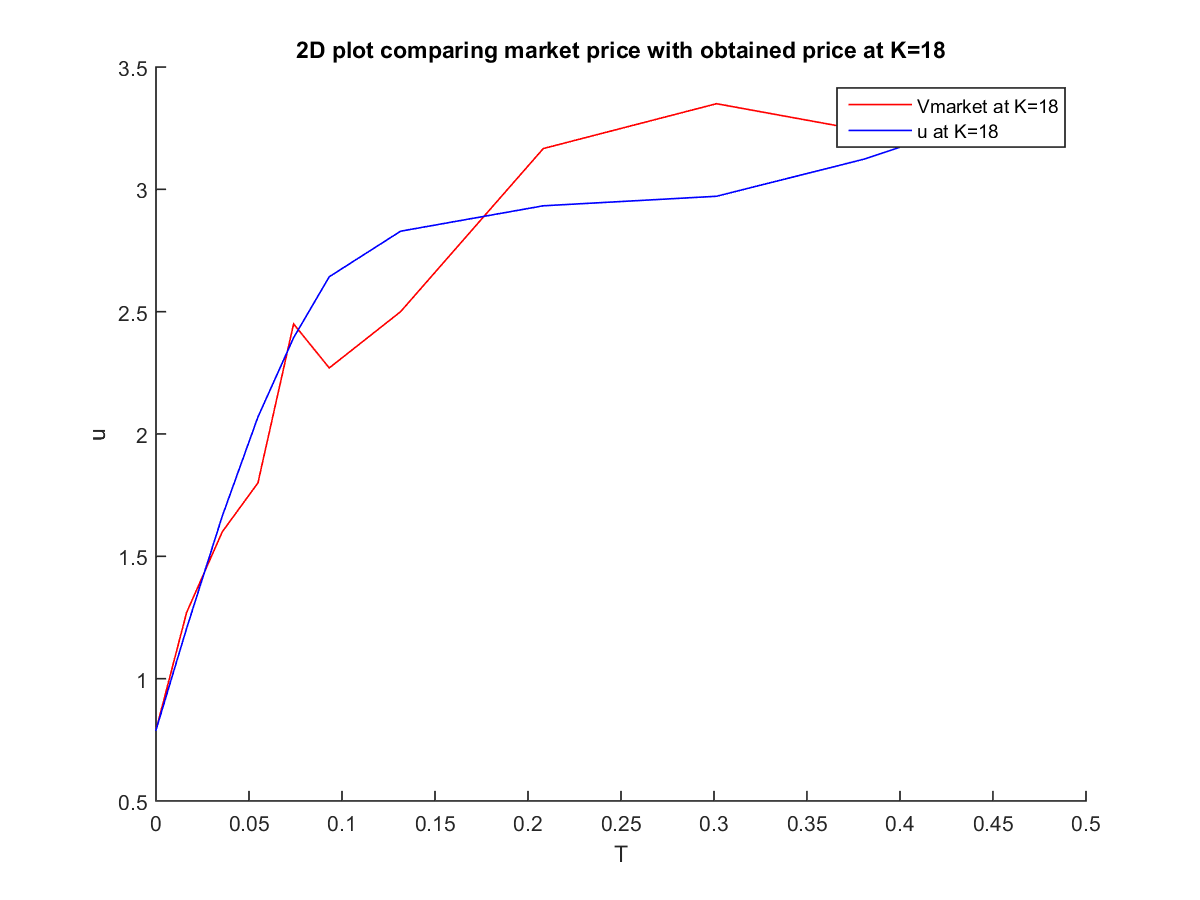 2D plot comparing market price with obtained price at K=18
3.5
3
2.5
2
1.5
1
0.5
u
Vmarket at K=18
u at K=18
0 0.05 0.1 0.15 0.2 0.25 0.3 0.35 0.4 0.45 0.5
T